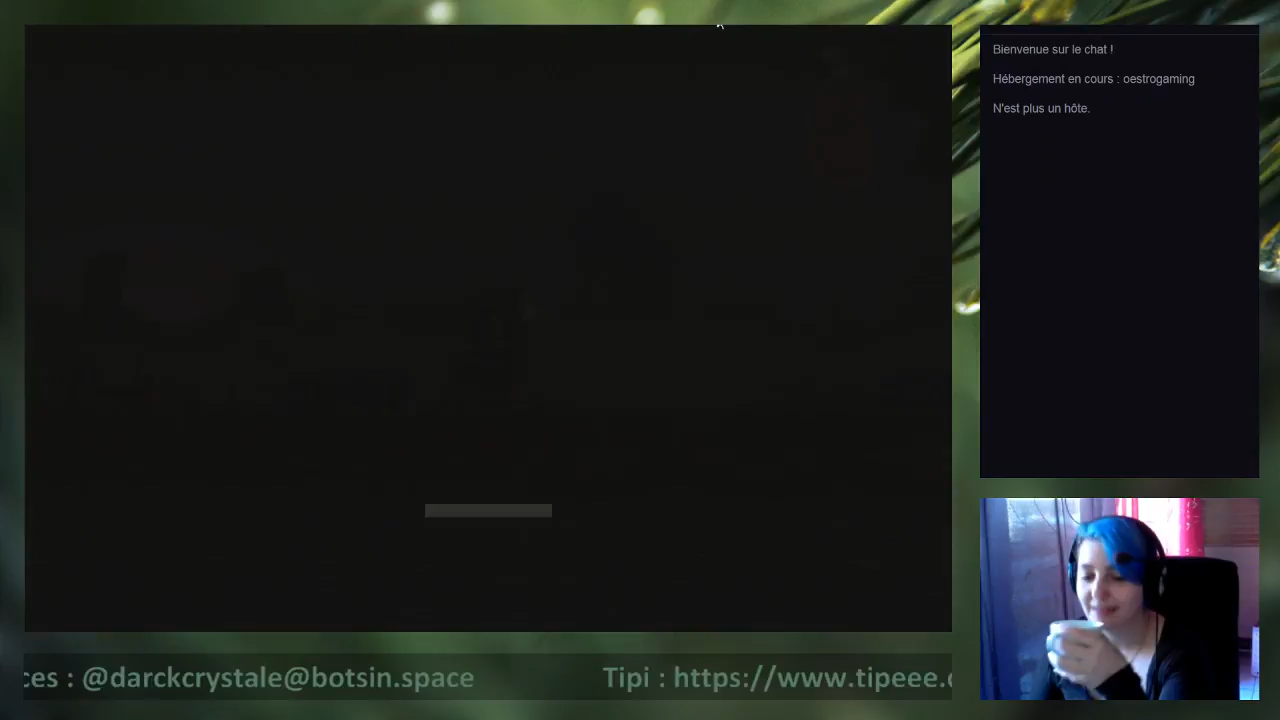 Bienvenue sur le chat !
Hébergement en cours : oestrogaming
N'est plus un hôte.
ces : @darckcrystale@botsin.space
Tipi : https://www.tipeee.c